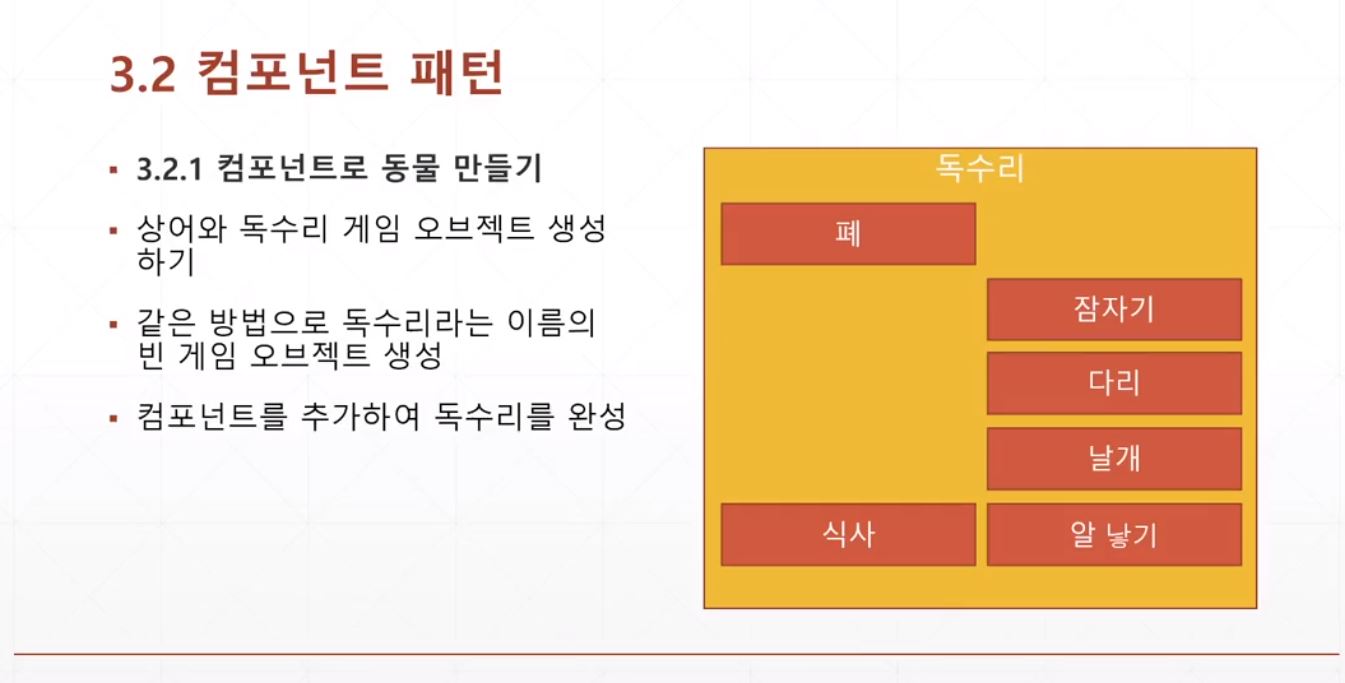 3.2 컴포넌트 패턴
3.2.1 컴포넌트로 동물 만들기
상어와 독수리 게임 오브젝트 생성
하기
같은 방법으로 독수리라는 이름의
빈 게임 오브젝트 생성
컴포넌트를 추가하여 독수리를 완성
독수리
폐
잠자기
다리
날개
식사
알 낳기